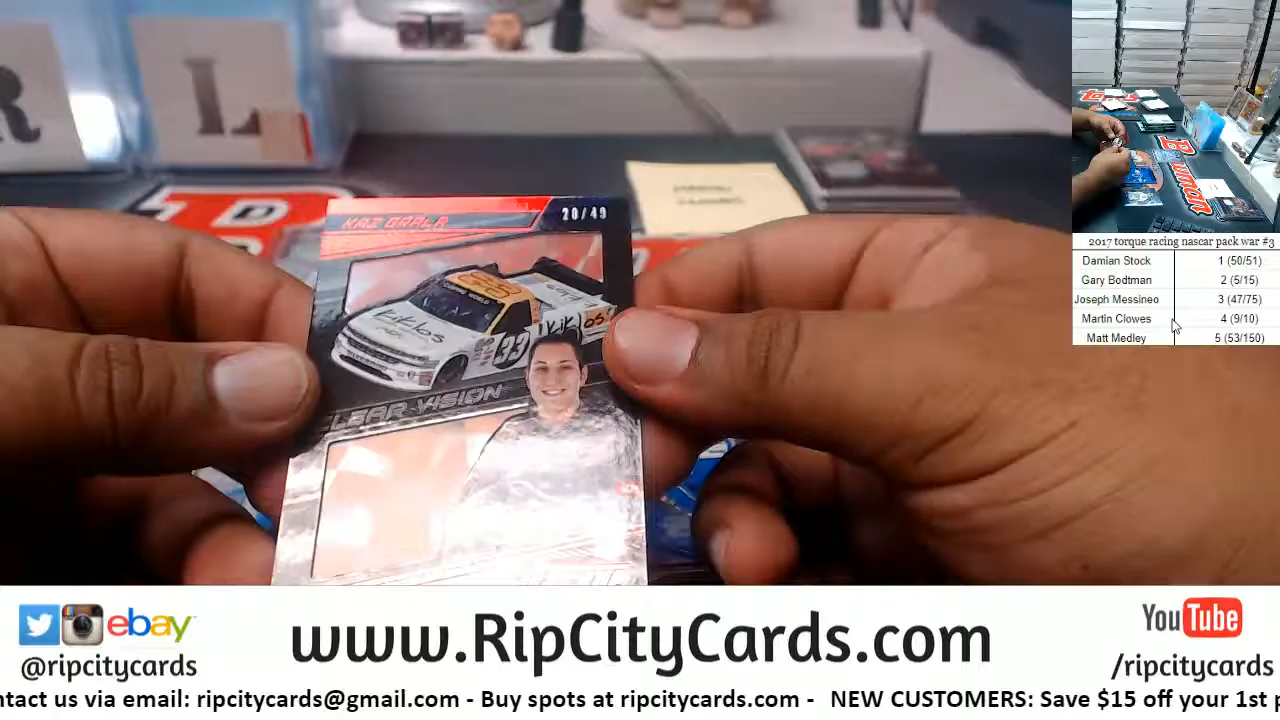 R
L
KAZ GRALA
20/49
kiklos
33
kiklos
CLEAR VISION
2017 torque racing nascar pack war #3
Damian Stock 1 (50/51)
Gary Bodtman 2 (5/15)
Joseph Messineo 3 (47/75)
Martin Clowes 4 (9/10)
Matt Medley 5 (53/150)
ebay
@ripcitycards
www.RipCityCards.com
YouTube
/ripcitycards
ntact us via email: ripcitycards@gmail.com - Buy spots at ripcitycards.com - NEW CUSTOMERS: Save $15 off your 1st p